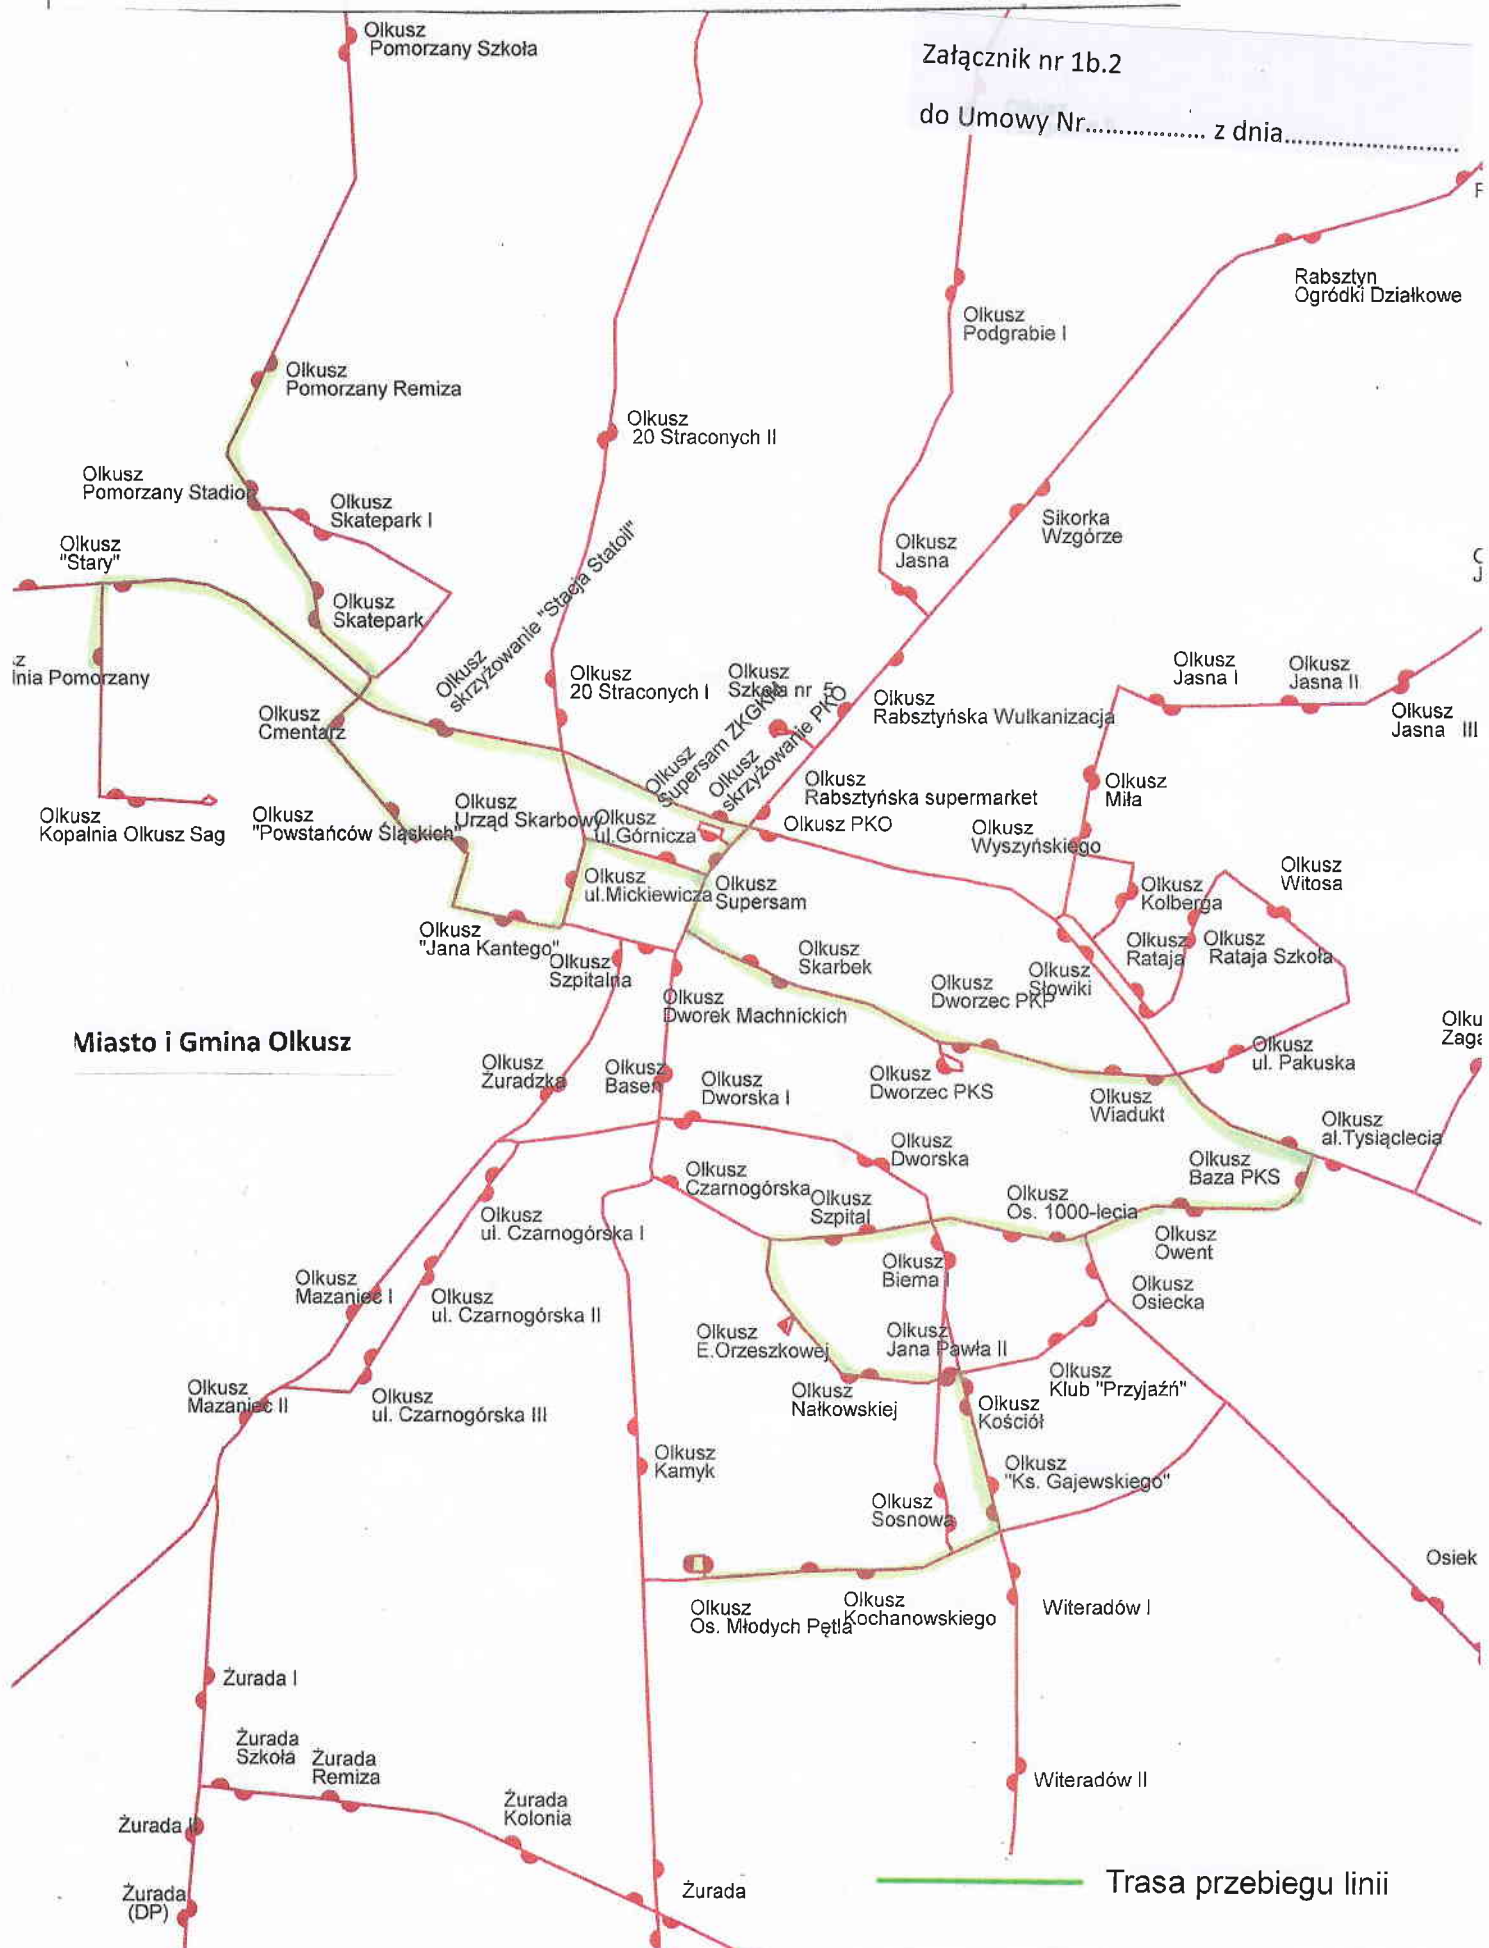 Załącznik nr 1b.2
do Umowy Nr.................. z dnia..........................
Olkusz
Pomorzany Szkoła
Rabsztyn
Ogródki Działkowe
Olkusz
Podgrabie I
Olkusz
Pomorzany Remiza
Olkusz
20 Straconych II
Olkusz
Pomorzany Stadion
Olkusz
Skatepark I
Sikorka
Wzgórze
Olkusz
"Stary"
Olkusz
Jasna
Olkusz
Skatepark
Olkusz
skrzyżowanie "Stacja Statoil"
nia Pomorzany
Olkusz
20 Straconych I
Olkusz
Szkoła nr 5
Olkusz
Jasna I
Olkusz
Jasna II
Olkusz
Rabsztyńska Wulkanizacja
Olkusz
Jasna III
Olkusz
Cmentarz
Olkusz
Supersam ZKGKM
Olkusz
skrzyżowanie PKO
Olkusz
Rabsztyńska supermarket
Olkusz
Miła
Olkusz
Kopalnia Olkusz Sag
Olkusz
"Powstańców Śląskich"
Olkusz
Urząd Skarbowy
Olkusz
ul.Górnicza
Olkusz PKO
Olkusz
Wyszyńskiego
Olkusz
Witosa
Olkusz
ul.Mickiewicza
Olkusz
Supersam
Olkusz
Kolberga
Olkusz
"Jana Kantego"
Olkusz
Szpitalna
Olkusz
Skarbek
Olkusz
Rataja
Olkusz
Rataja Szkoła
Olkusz
Dworzec PKP
Olkusz
Słowiki
Olkusz
Dworek Machnickich
Miasto i Gmina Olkusz
Olkusz
ul. Pakuska
Olkusz
Żuradzka
Olkusz
Basen
Olkusz
Dworska I
Olkusz
Dworzec PKS
Olkusz
Wiadukt
Olkusz
al.Tysiąclecia
Olkusz
Dworska
Olkusz
Baza PKS
Olkusz
Czarnogórska
Olkusz
Szpital
Olkusz
Os. 1000-lecia
Olkusz
ul. Czarnogórska I
Olkusz
Owent
Olkusz
Biema I
Olkusz
Mazaniec I
Olkusz
ul. Czarnogórska II
Olkusz
Osiecka
Olkusz
E.Orzeszkowej
Olkusz
Jana Pawła II
Olkusz
Klub "Przyjaźń"
Olkusz
Mazaniec II
Olkusz
ul. Czarnogórska III
Olkusz
Nałkowskiej
Olkusz
Kościół
Olkusz
Kamyk
Olkusz
"Ks. Gajewskiego"
Olkusz
Sosnowa
Osiek
Olkusz
Os. Młodych Pętla
Olkusz
Kochanowskiego
Witeradów I
Żurada I
Żurada
Szkoła
Żurada
Remiza
Witeradów II
Żurada
Kolonia
Żurada II
Żurada
(DP)
Żurada
Trasa przebiegu linii